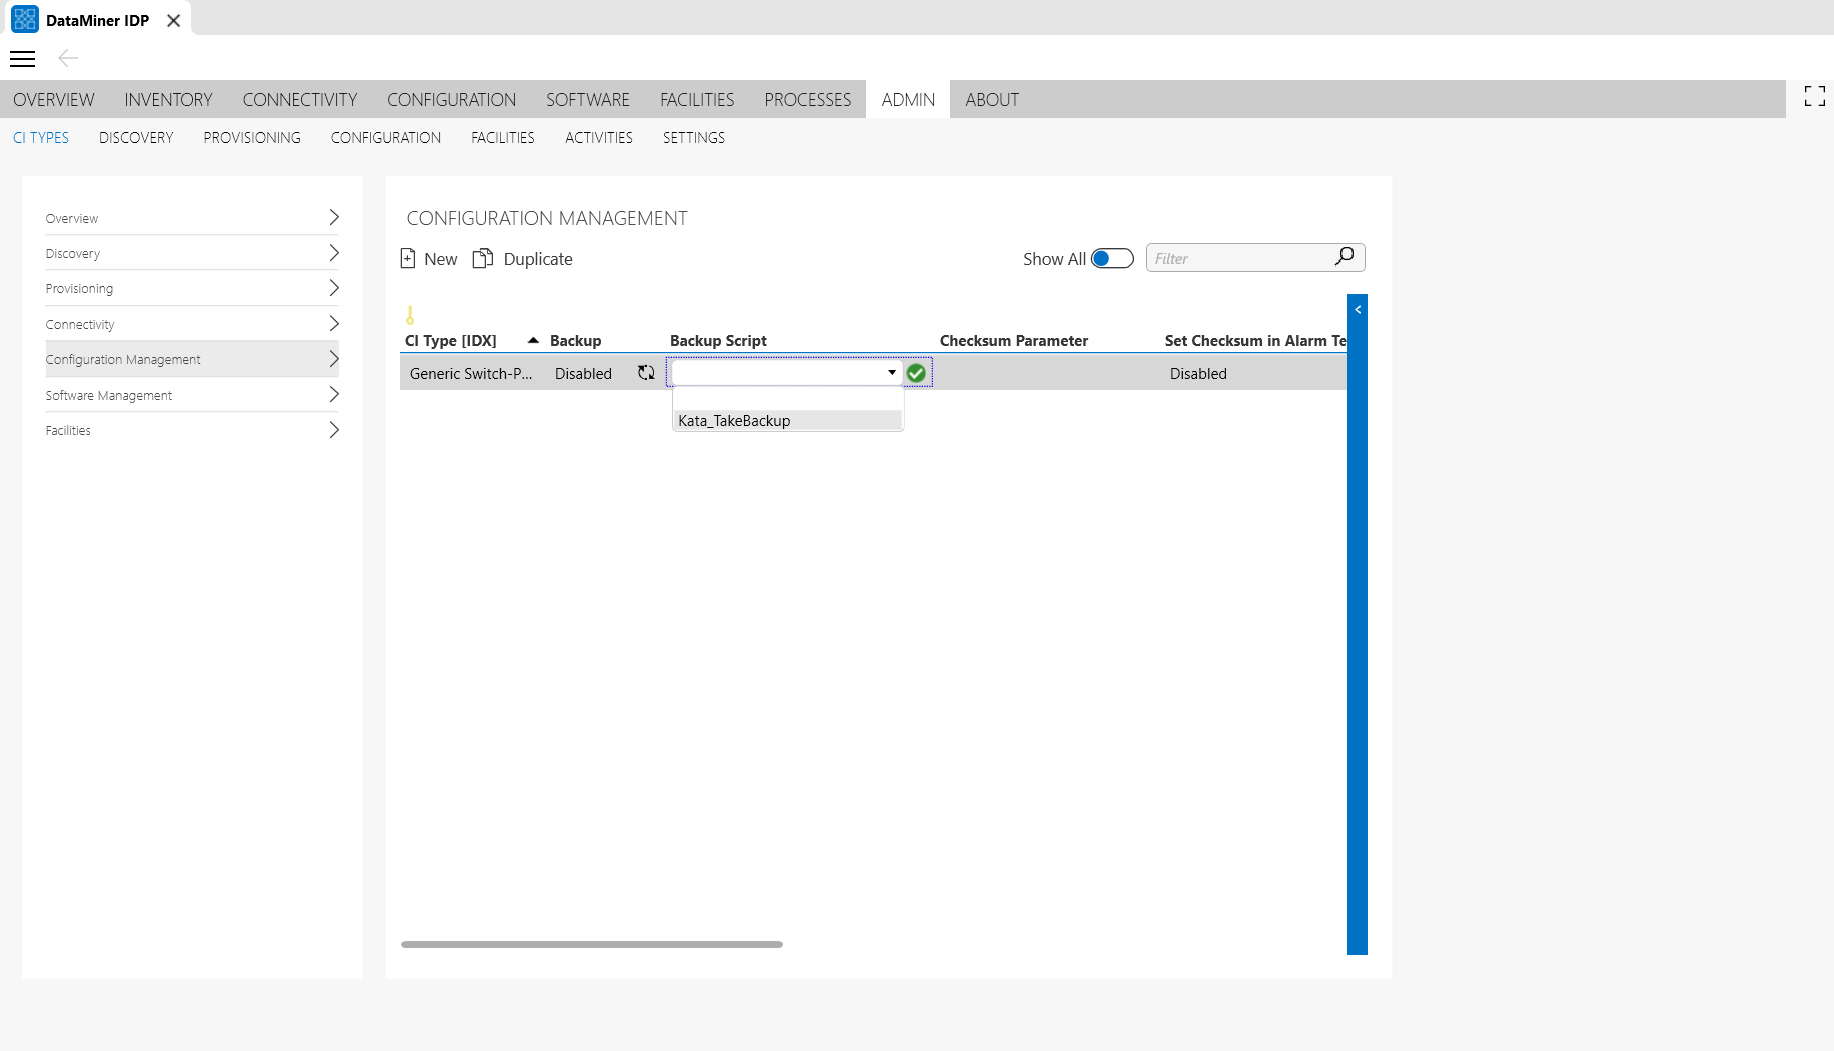 DataMiner IDP
OVERVIEW INVENTORY CONNECTIVITY CONFIGURATION SOFTWARE FACILITIES PROCESSES ADMIN ABOUT
CI TYPES DISCOVERY PROVISIONING CONFIGURATION FACILITIES ACTIVITIES SETTINGS
Overview
Discovery
Provisioning
Connectivity
Configuration Management
Software Management
Facilities
CONFIGURATION MANAGEMENT
New Duplicate Show All Filter
CI Type [IDX] Backup Backup Script Checksum Parameter Set Checksum in Alarm Te
Generic Switch-P... Disabled Disabled
Kata_TakeBackup